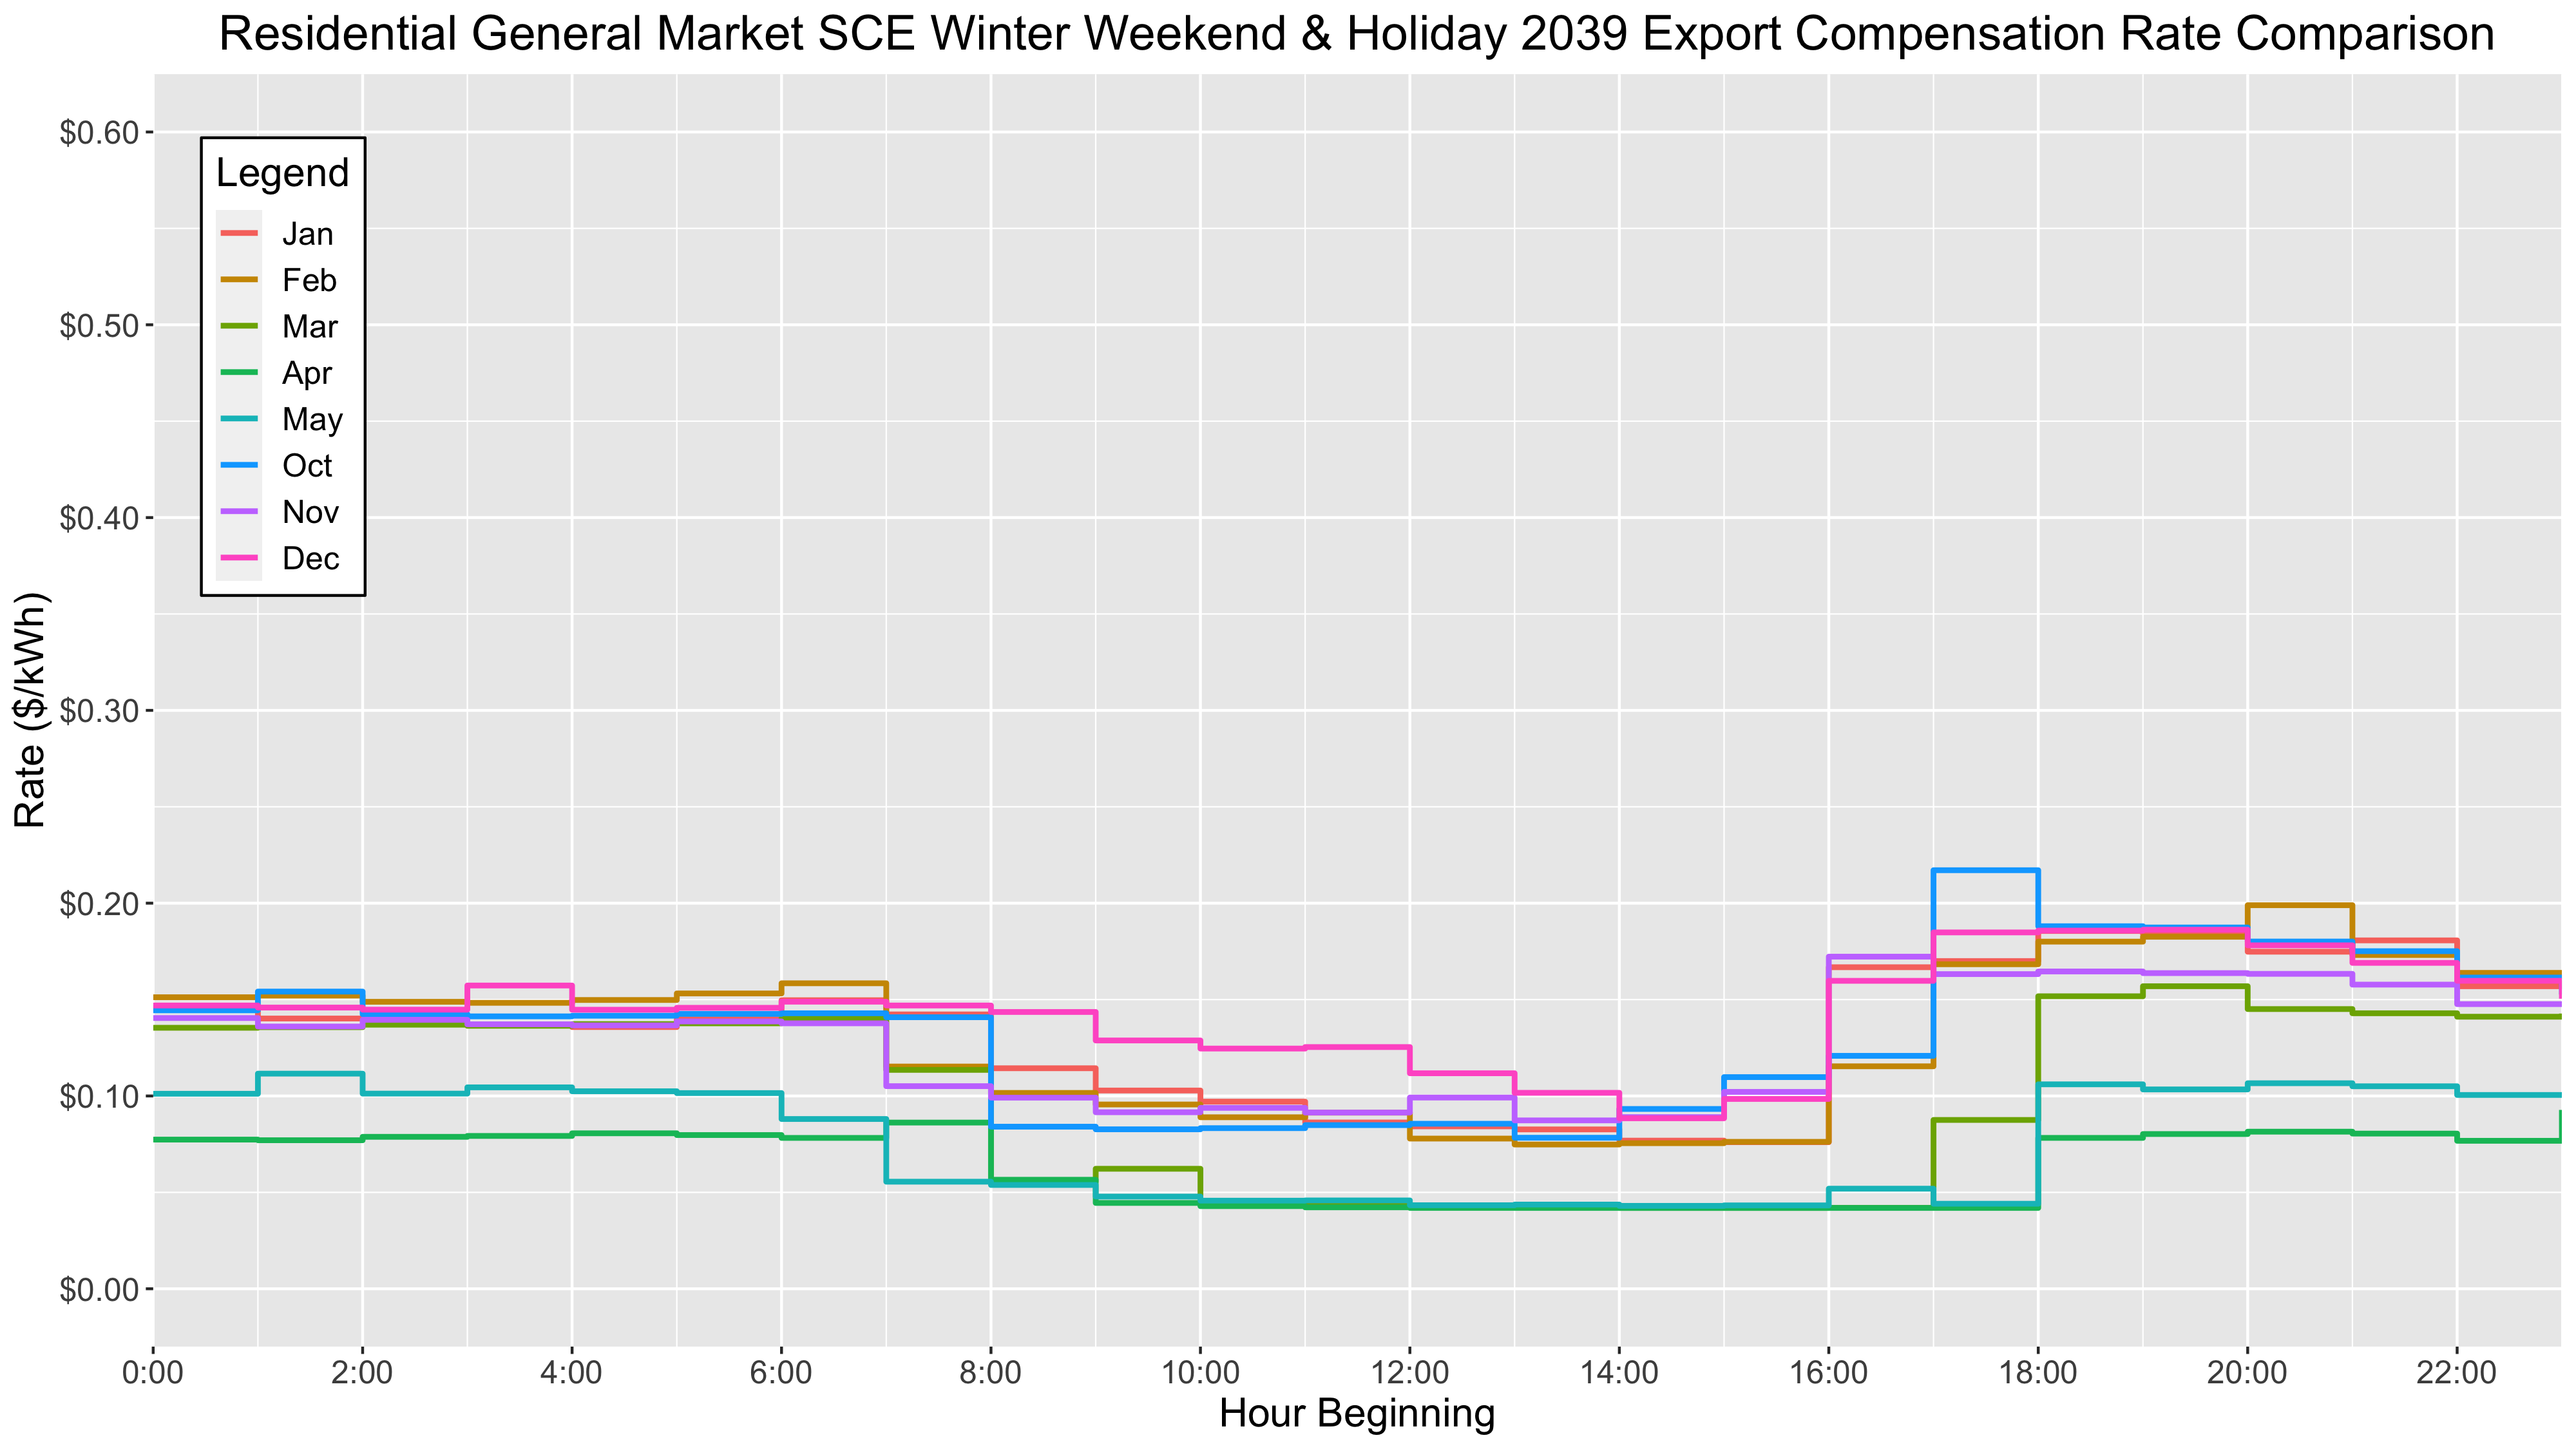 Residential General Market SCE Winter Weekend & Holiday 2039 Export Compensation Rate Comparison
Legend
Jan
Feb
Mar
Apr
May
Oct
Nov
Dec
Rate ($/kWh)
$0.60
$0.50
$0.40
$0.30
$0.20
$0.10
$0.00
0:00 2:00 4:00 6:00 8:00 10:00 12:00 14:00 16:00 18:00 20:00 22:00
Hour Beginning